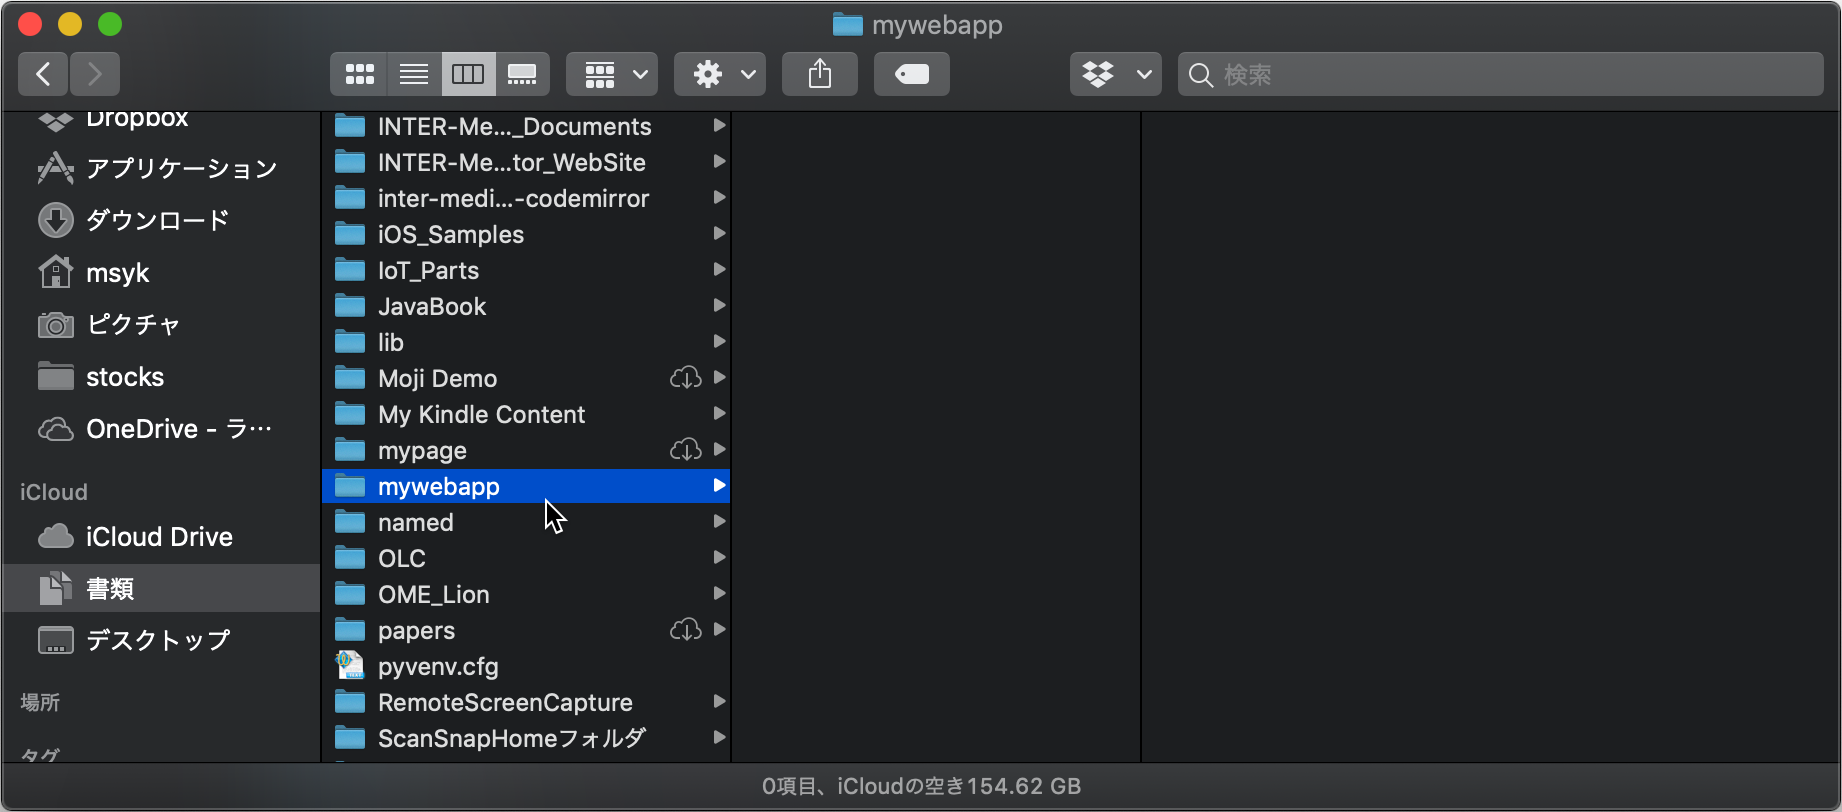 mywebapp
検索
Dropbox
アプリケーション
ダウンロード
msyk
ピクチャ
stocks
OneDrive - ラ…
iCloud
iCloud Drive
書類
デスクトップ
場所
タグ
INTER-Me..._Documents
INTER-Me...tor_WebSite
inter-medi...-codemirror
iOS_Samples
IoT_Parts
JavaBook
lib
Moji Demo
My Kindle Content
mypage
mywebapp
named
OLC
OME_Lion
papers
pyvenv.cfg
RemoteScreenCapture
ScanSnapHomeフォルダ
0項目、iCloudの空き154.62 GB